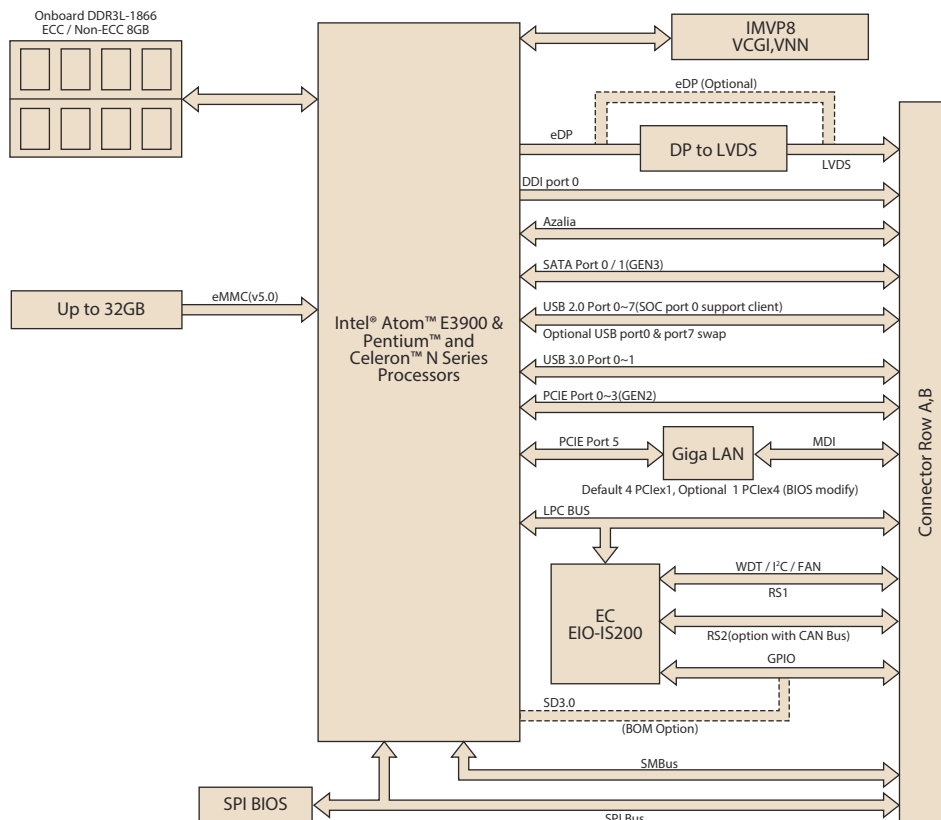 Onboard DDR3L-1866
ECC / Non-ECC 8GB
IMVP8
VCGI,VNN
eDP (Optional)
eDP
DP to LVDS
LVDS
DDI port 0
Azalia
SATA Port 0 / 1(GEN3)
Up to 32GB
eMMC(v5.0)
USB 2.0 Port 0~7(SOC port 0 support client)
Optional USB port0 & port7 swap
Intel® Atom™ E3900 &
Pentium™ and
Celeron™ N Series
Processors
USB 3.0 Port 0~1
PCIE Port 0~3(GEN2)
PCIE Port 5
Giga LAN
MDI
Default 4 PCIex1, Optional 1 PCIex4 (BIOS modify)
Connector Row A,B
LPC BUS
EC
EIO-IS200
WDT / I²C / FAN
RS1
RS2(option with CAN Bus)
GPIO
SD3.0
(BOM Option)
SMBus
SPI BIOS
SPI Bus